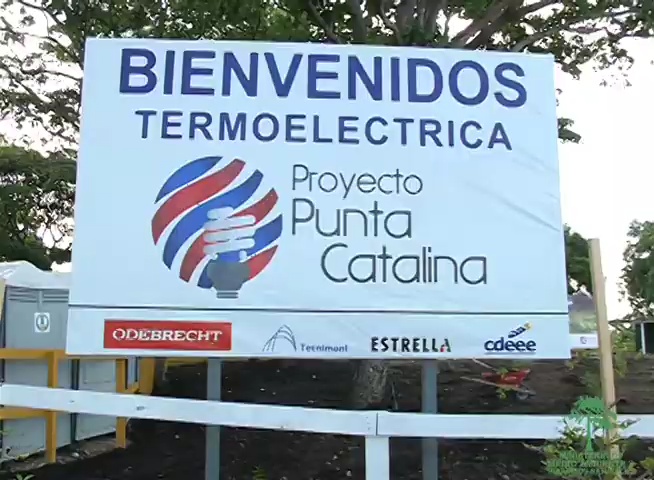 BIENVENIDOS
TERMOELECTRICA
Proyecto
Punta
Catalina
ODEBRECHT
Tecnimont
ESTRELLA
cdeee